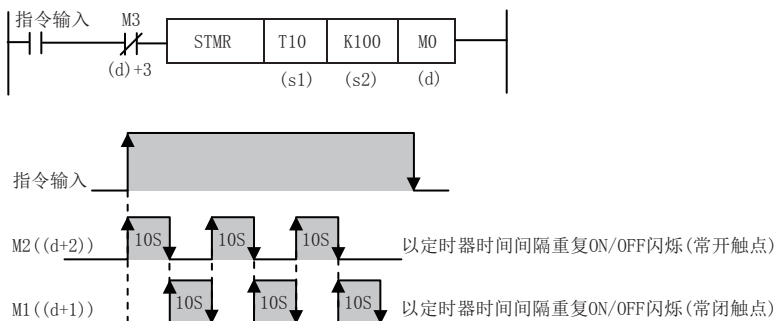 指令输入 M3
STMR T10 K100 M0
(d)+3 (s1) (s2) (d)
指令输入
M2((d+2)) 10S 10S 10S 以定时器时间间隔重复ON/OFF闪烁(常开触点)
M1((d+1)) 10S 10S 10S 以定时器时间间隔重复ON/OFF闪烁(常闭触点)